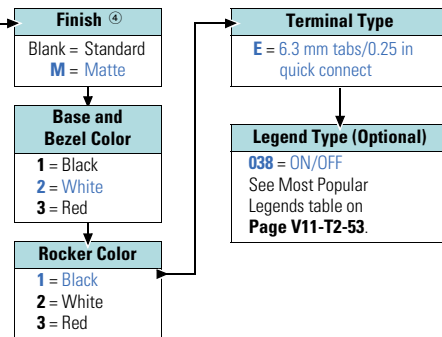 Finish ④
Blank = Standard
M = Matte
Base and
Bezel Color
1 = Black
2 = White
3 = Red
Rocker Color
1 = Black
2 = White
3 = Red
Terminal Type
E = 6.3 mm tabs/0.25 in
quick connect
Legend Type (Optional)
038 = ON/OFF
See Most Popular
Legends table on
Page V11-T2-53.